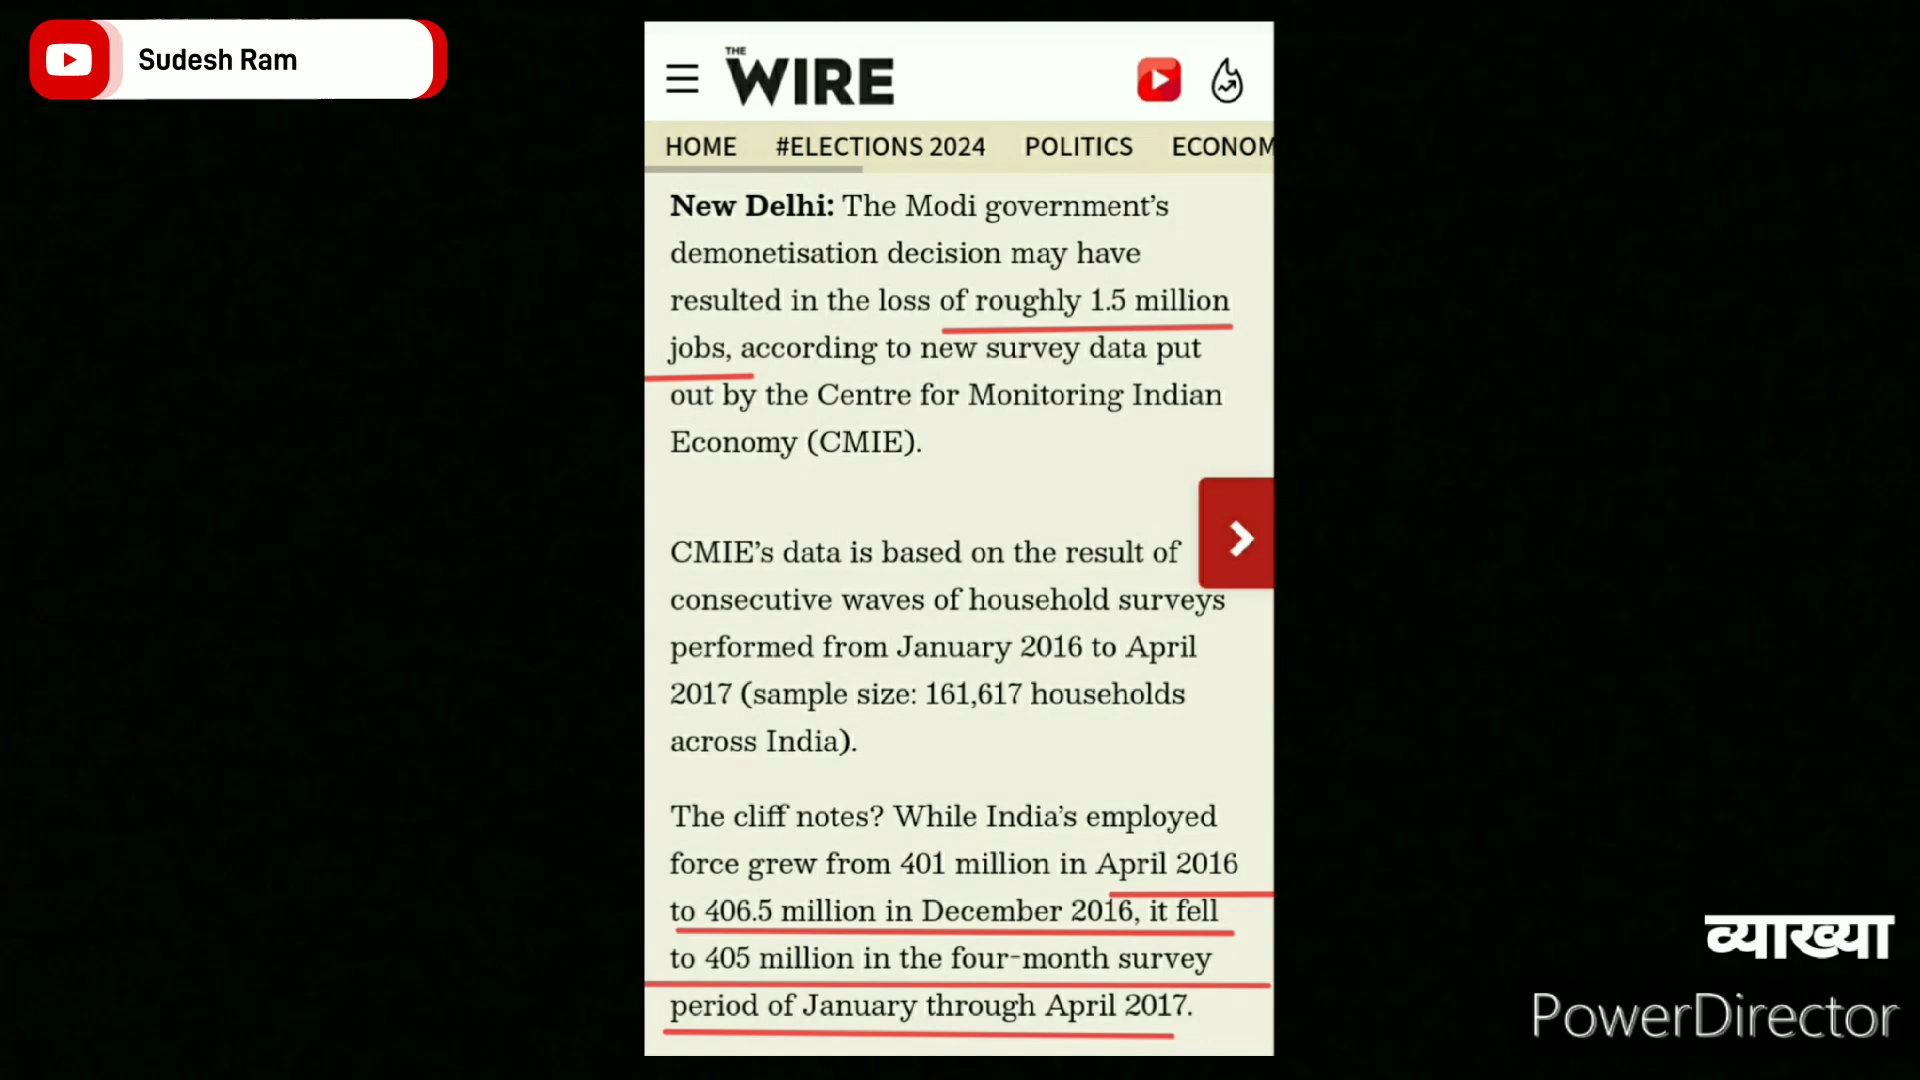 Sudesh Ram
THE
WIRE
HOME #ELECTIONS 2024 POLITICS ECONOM
New Delhi: The Modi government’s
demonetisation decision may have
resulted in the loss of roughly 1.5 million
jobs, according to new survey data put
out by the Centre for Monitoring Indian
Economy (CMIE).
CMIE’s data is based on the result of
consecutive waves of household surveys
performed from January 2016 to April
2017 (sample size: 161,617 households
across India).
The cliff notes? While India’s employed
force grew from 401 million in April 2016
to 406.5 million in December 2016, it fell
to 405 million in the four-month survey
period of January through April 2017.
व्याख्या
PowerDirector